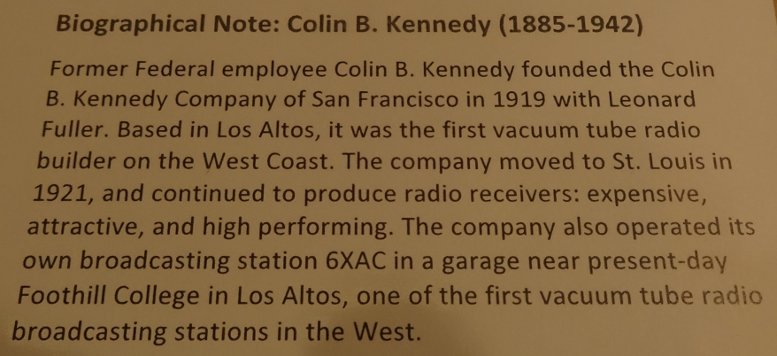 Biographical Note: Colin B. Kennedy (1885-1942)
Former Federal employee Colin B. Kennedy founded the Colin
B. Kennedy Company of San Francisco in 1919 with Leonard
Fuller. Based in Los Altos, it was the first vacuum tube radio
builder on the West Coast. The company moved to St. Louis in
1921, and continued to produce radio receivers: expensive,
attractive, and high performing. The company also operated its
own broadcasting station 6XAC in a garage near present-day
Foothill College in Los Altos, one of the first vacuum tube radio
broadcasting stations in the West.